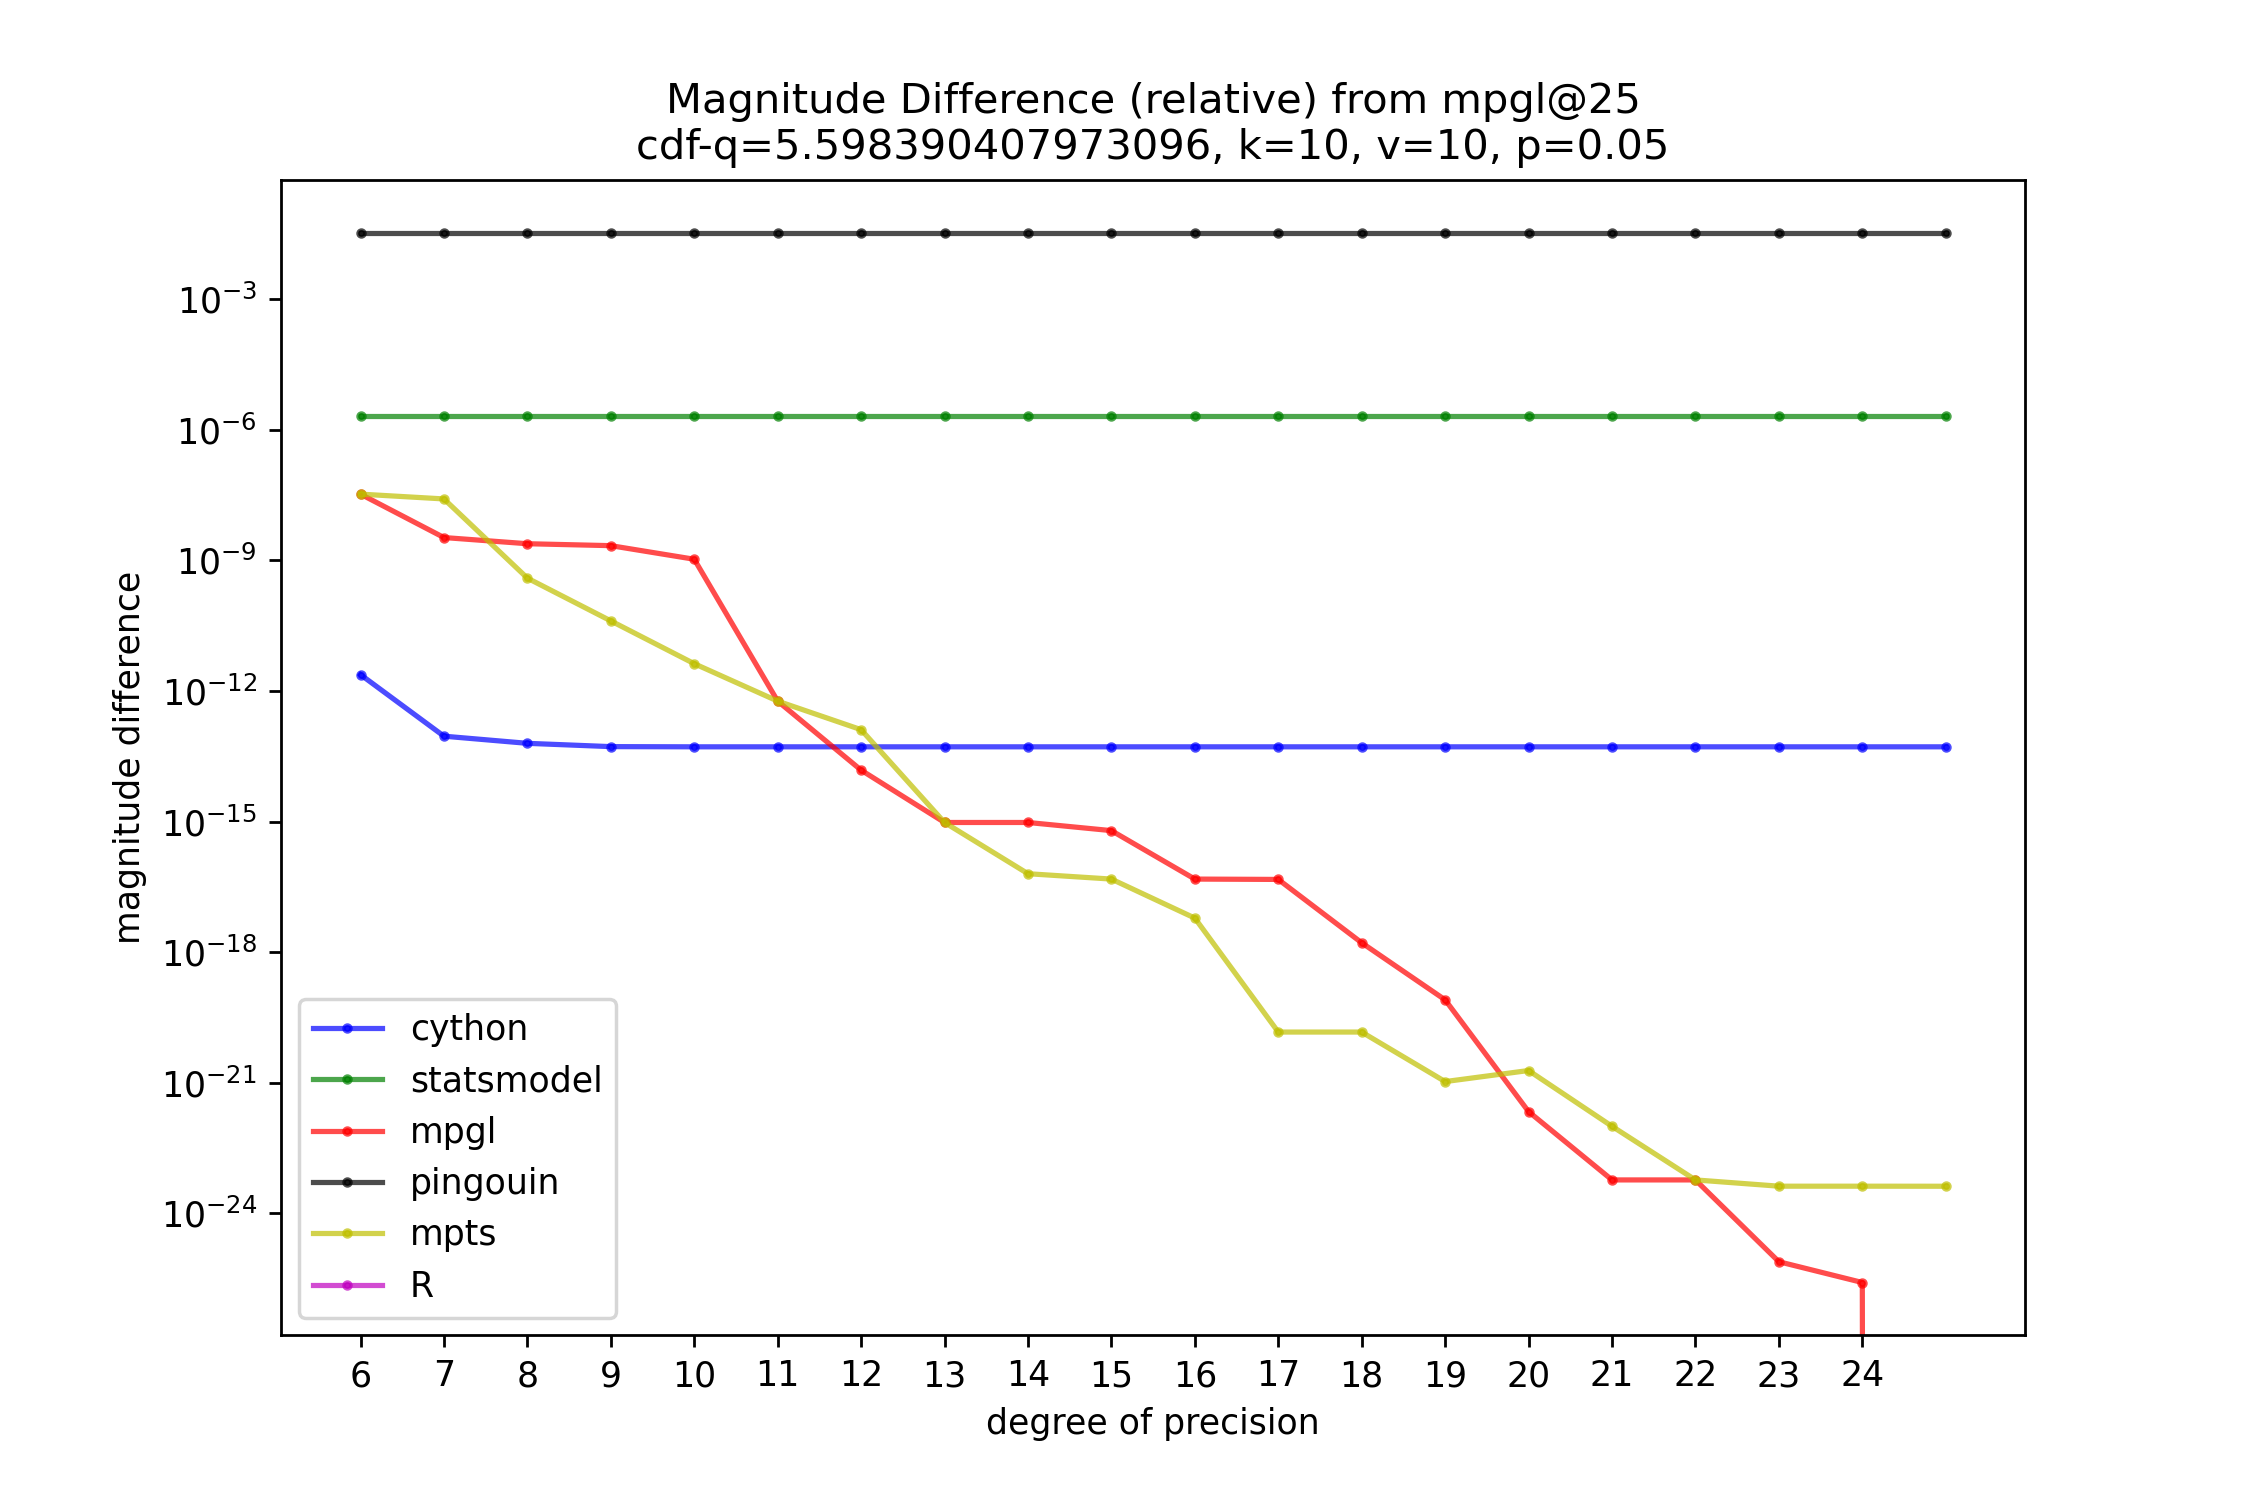 Magnitude Difference (relative) from mpgl@25
cdf-q=5.598390407973096, k=10, v=10, p=0.05
magnitude difference
10⁻³
10⁻⁶
10⁻⁹
10⁻¹²
10⁻¹⁵
10⁻¹⁸
10⁻²¹
10⁻²⁴
cython
statsmodel
mpgl
pingouin
mpts
R
6 7 8 9 10 11 12 13 14 15 16 17 18 19 20 21 22 23 24
degree of precision